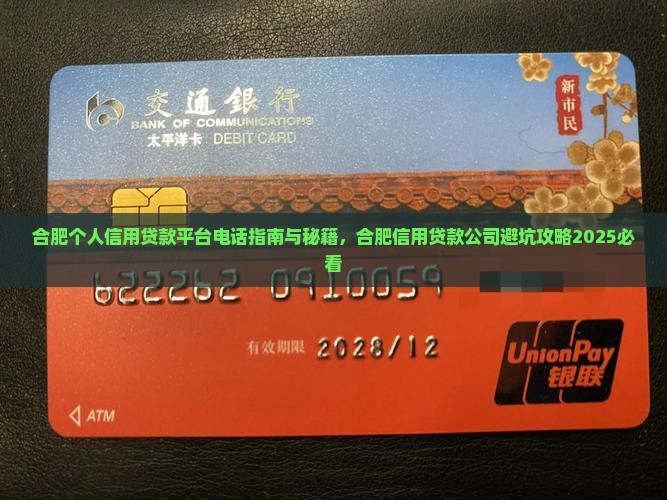 交通銀行
BANK OF COMMUNICATIONS
太平洋卡 DEBIT CARD
新市民
合肥个人信用贷款平台电话指南与秘籍，合肥信用贷款公司避坑攻略2025必
看
622262 0910059
有效期限 2028/12
UnionPay
银联
ATM